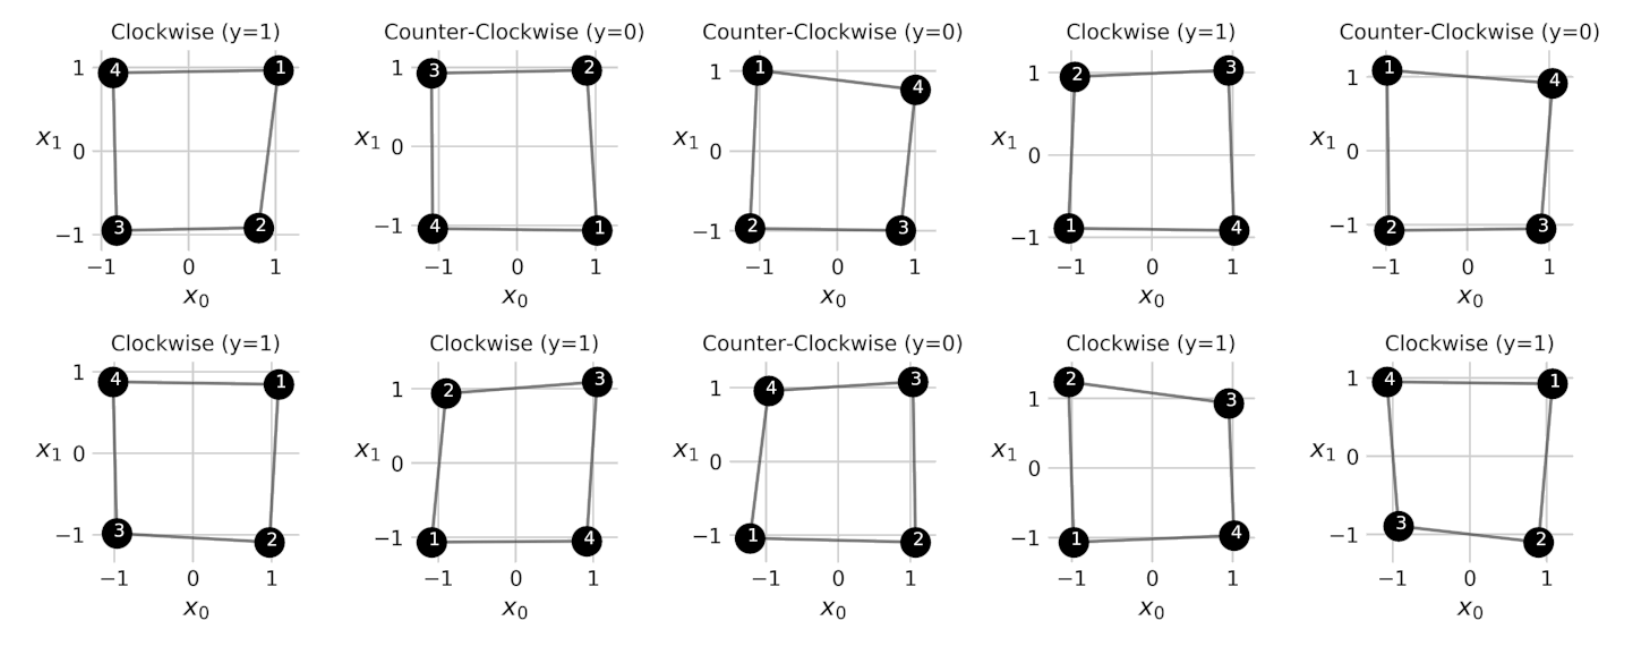 Clockwise (y=1) Counter-Clockwise (y=0) Counter-Clockwise (y=0) Clockwise (y=1) Counter-Clockwise (y=0)
4 1 3 2 1 4 2 3 1 4
1 1 1 1 1
x₁ 0 x₁ 0 x₁ 0 x₁ 0 x₁ 0
3 2 4 1 2 3 1 4 2 3
−1 −1 −1 −1 −1
−1 0 1 −1 0 1 −1 0 1 −1 0 1 −1 0 1
x₀ x₀ x₀ x₀ x₀
Clockwise (y=1) Clockwise (y=1) Counter-Clockwise (y=0) Clockwise (y=1) Clockwise (y=1)
4 1 2 3 4 3 2 3 4 1
1 1 1 1 1
x₁ 0 x₁ 0 x₁ 0 x₁ 0 x₁ 0
3 2 1 4 1 2 1 4 3 2
−1 −1 −1 −1 −1
−1 0 1 −1 0 1 −1 0 1 −1 0 1 −1 0 1
x₀ x₀ x₀ x₀ x₀